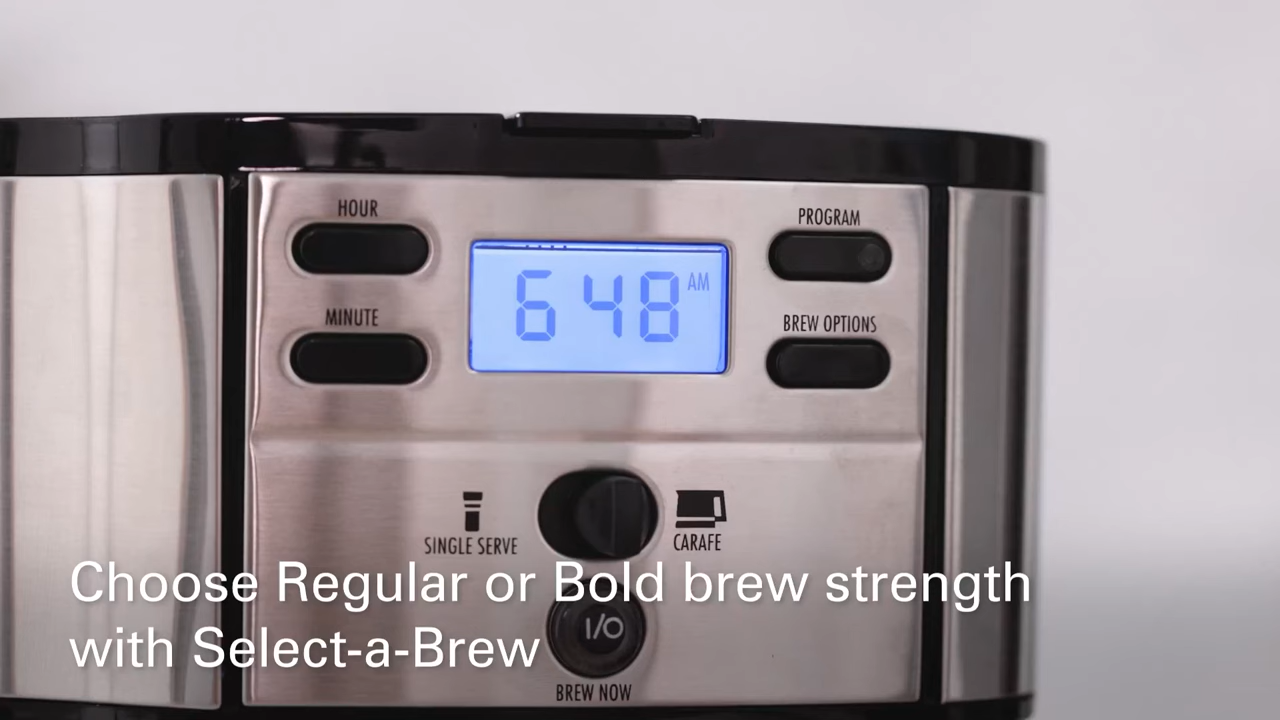 HOUR
PROGRAM
6 48 AM
MINUTE
BREW OPTIONS
SINGLE SERVE
CARAFE
Choose Regular or Bold brew strength
with Select-a-Brew
I/O
BREW NOW